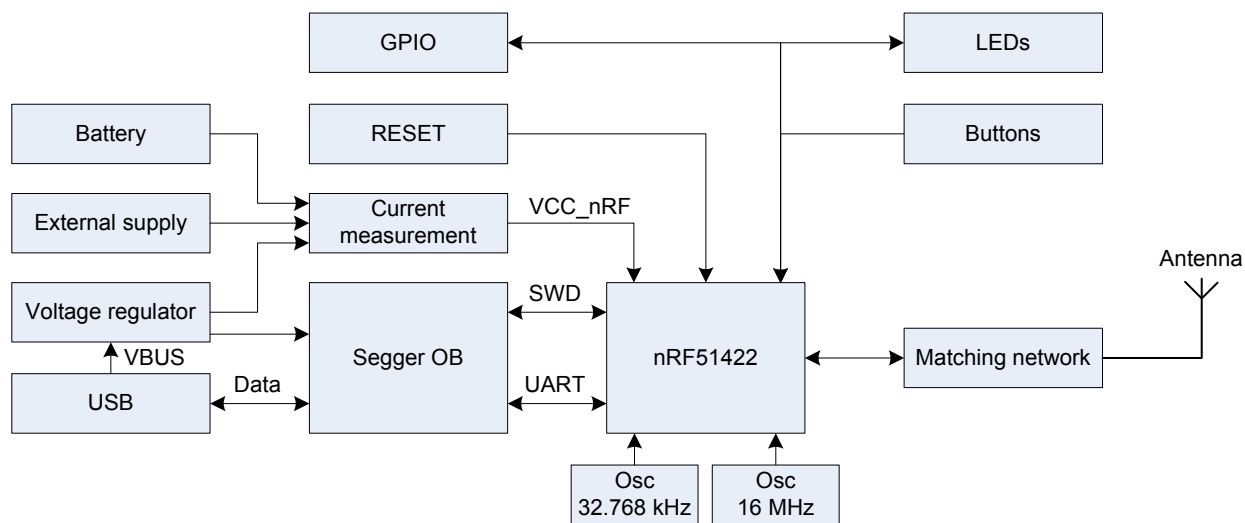 GPIO
LEDs
Battery
RESET
Buttons
External supply
Current
measurement
VCC_nRF
Antenna
Voltage regulator
Segger OB
SWD
nRF51422
Matching network
VBUS
USB
Data
UART
Osc
32.768 kHz
Osc
16 MHz